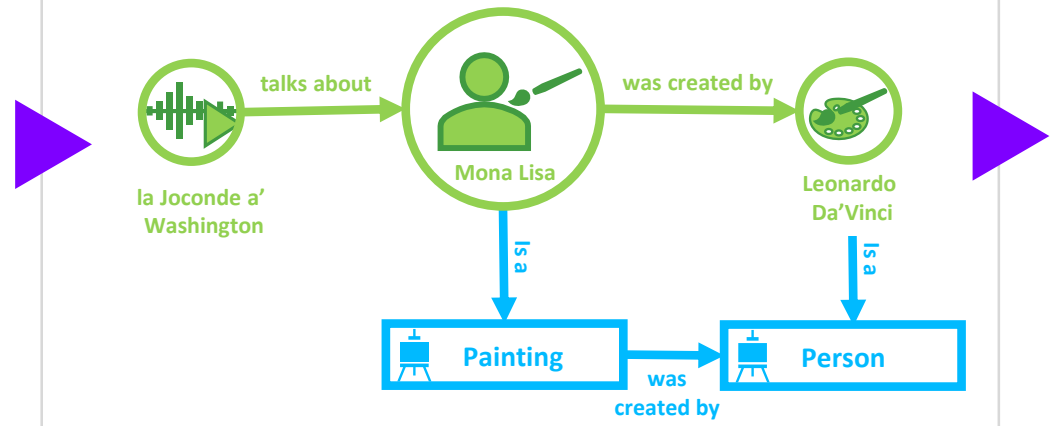 talks about
was created by
Mona Lisa
la Joconde a’
Washington
Leonardo
Da’Vinci
Is a
Is a
Painting
was
created by
Person